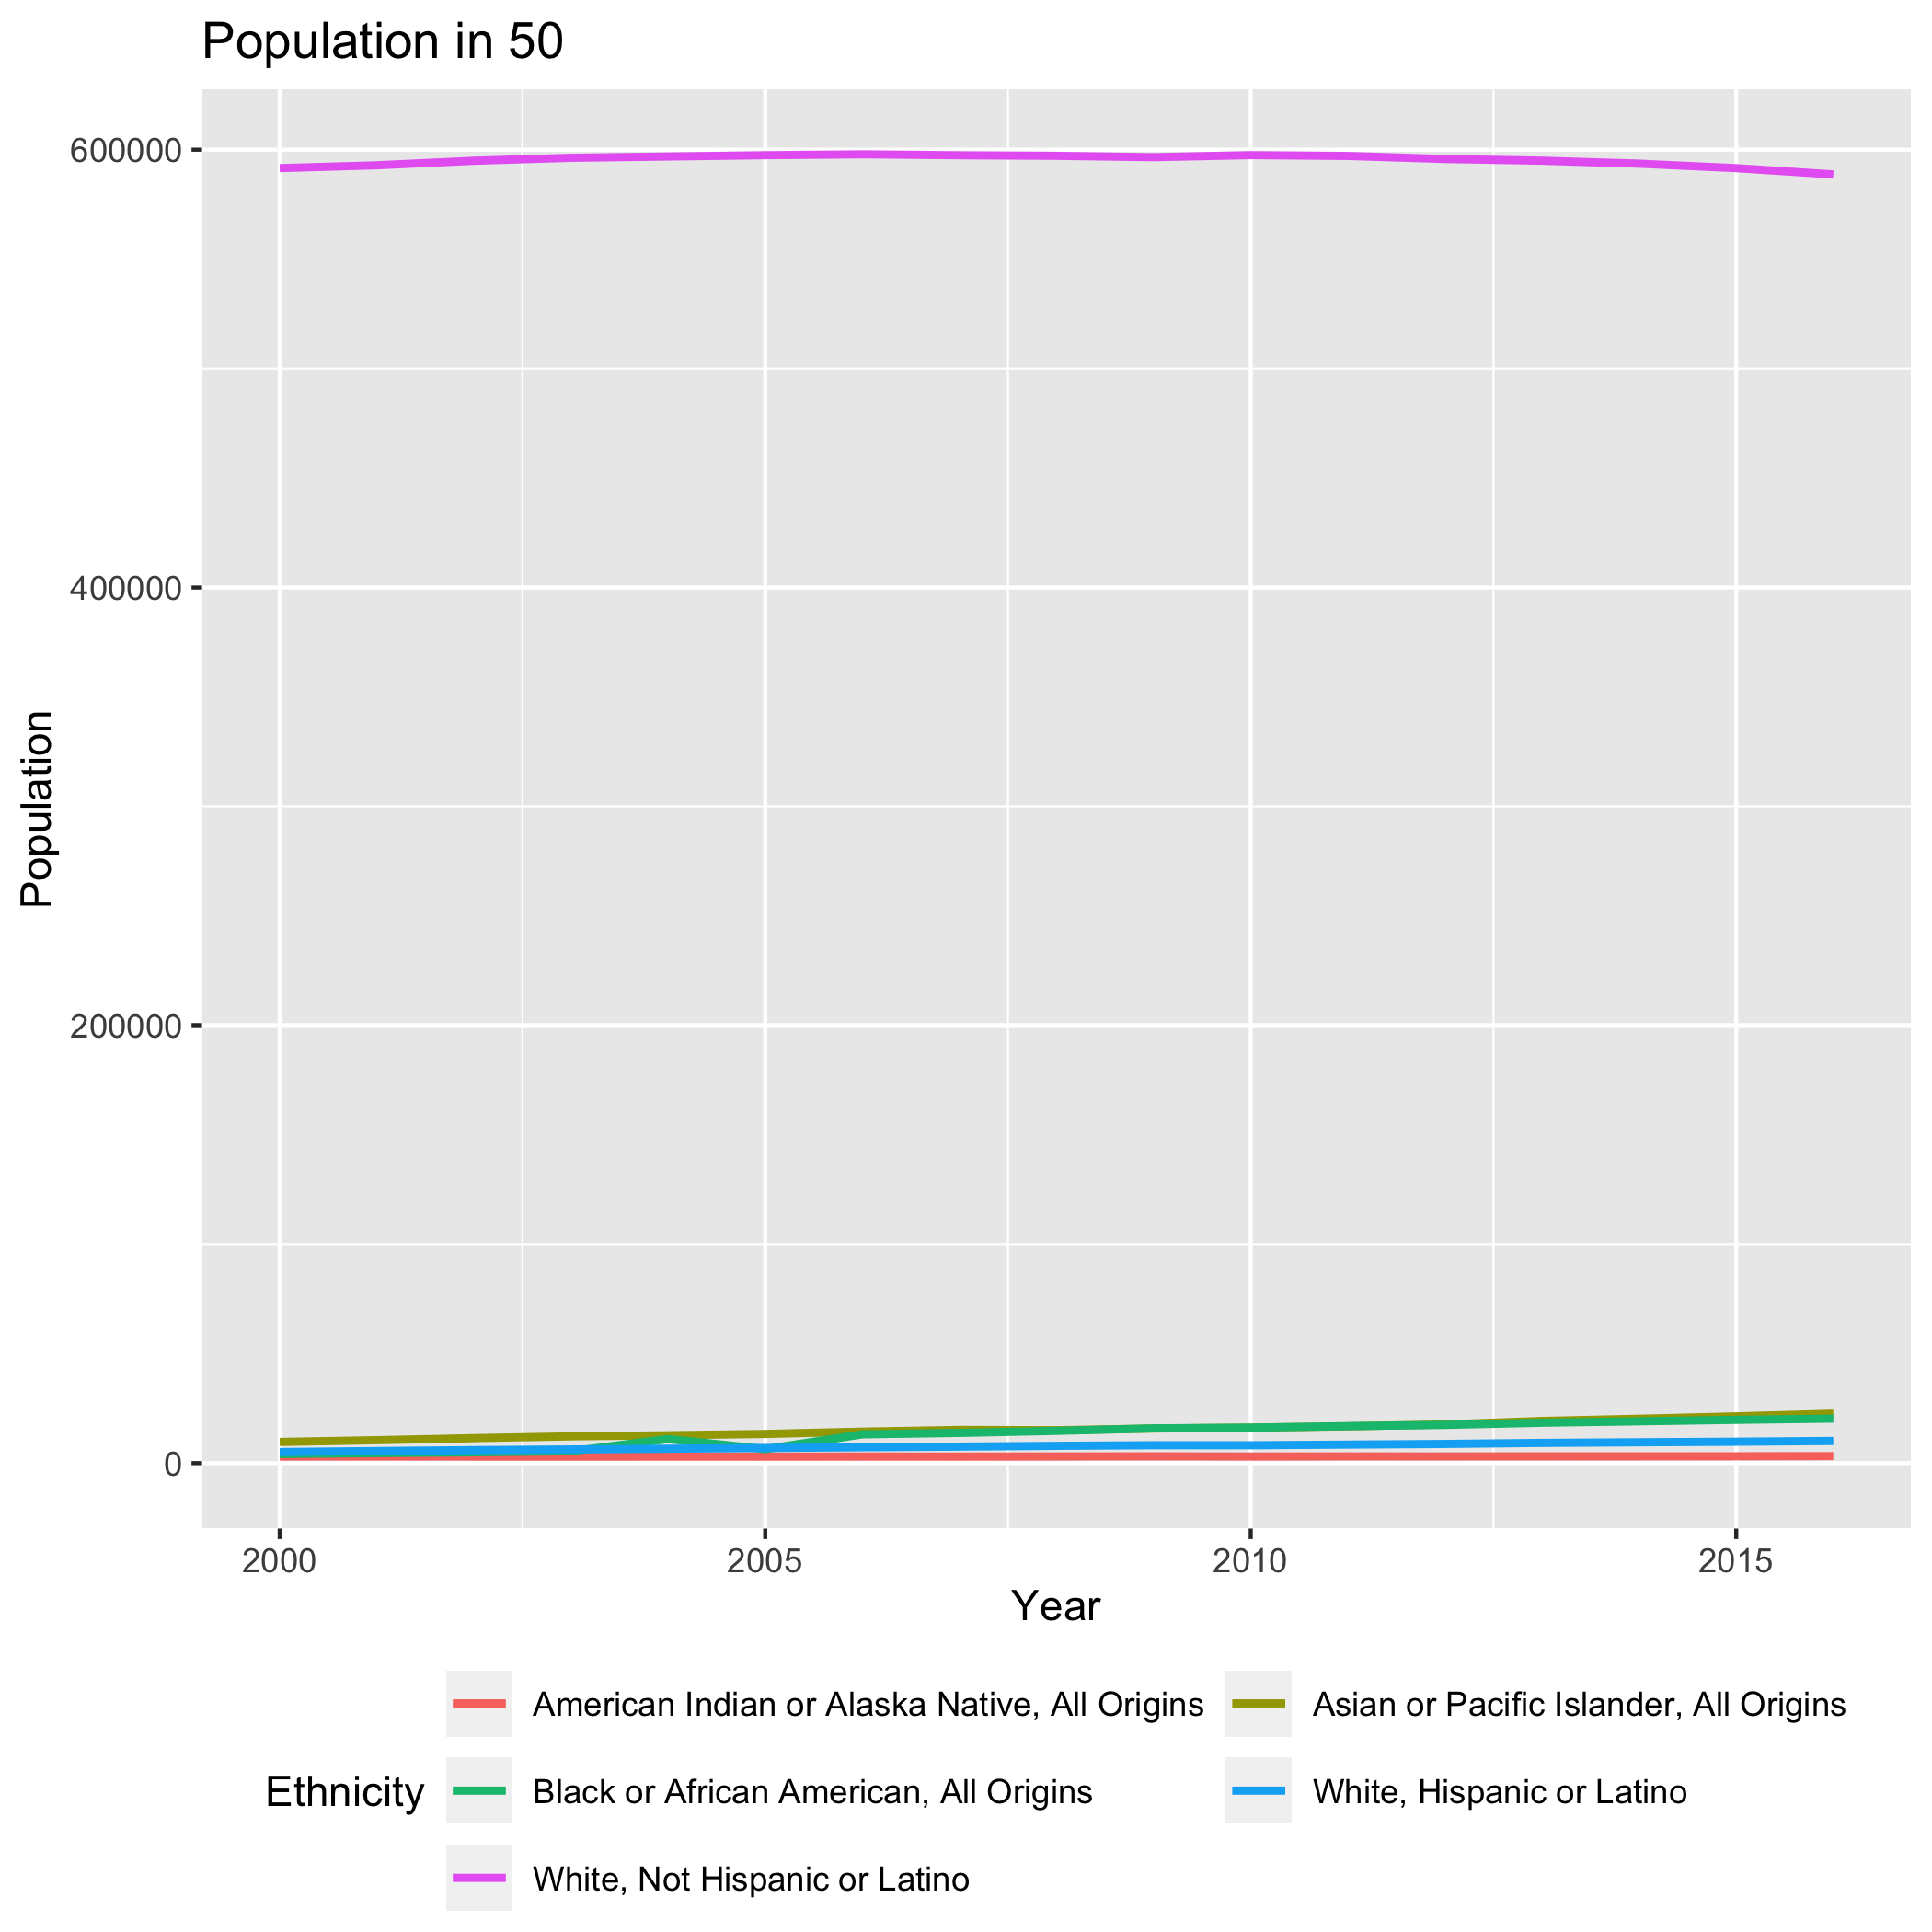 Population in 50
600000
400000
200000
0
Population
2000 2005 2010 2015
Year
Ethnicity
American Indian or Alaska Native, All Origins
Asian or Pacific Islander, All Origins
Black or African American, All Origins
White, Hispanic or Latino
White, Not Hispanic or Latino